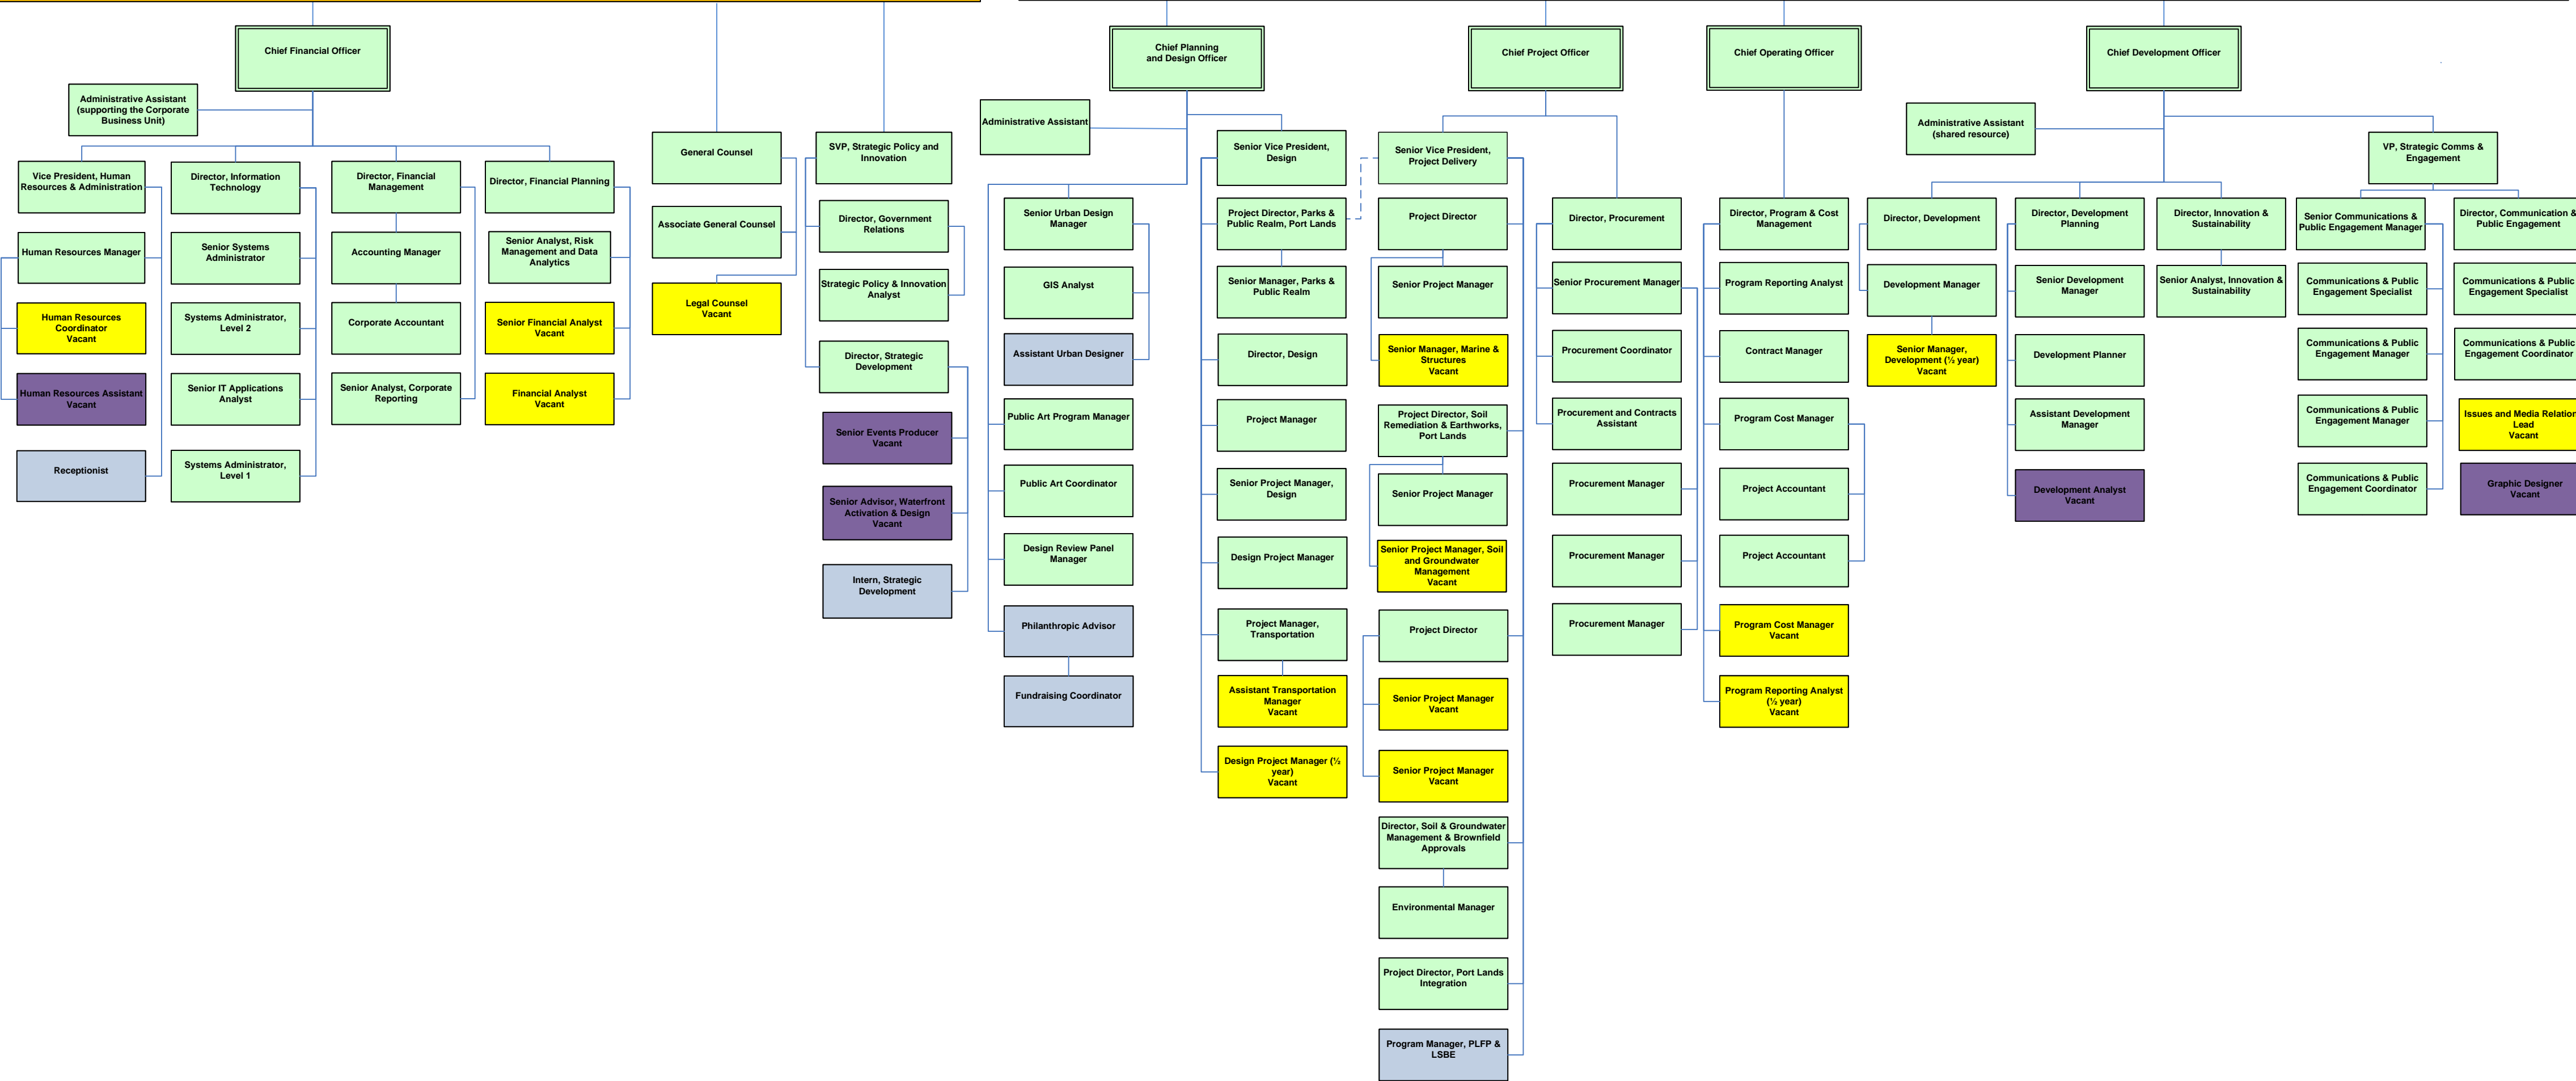 Chief Financial Officer
Administrative Assistant
(supporting the Corporate
Business Unit)
Vice President, Human
Resources & Administration
Human Resources Manager
Human Resources
Coordinator
Vacant
Human Resources Assistant
Vacant
Receptionist
Director, Information
Technology
Senior Systems
Administrator
Systems Administrator,
Level 2
Senior IT Applications
Analyst
Systems Administrator,
Level 1
Director, Financial
Management
Accounting Manager
Corporate Accountant
Senior Analyst, Corporate
Reporting
Director, Financial Planning
Senior Analyst, Risk
Management and Data
Analytics
Senior Financial Analyst
Vacant
Financial Analyst
Vacant
General Counsel
Associate General Counsel
Legal Counsel
Vacant
SVP, Strategic Policy and
Innovation
Director, Government
Relations
Strategic Policy & Innovation
Analyst
Director, Strategic
Development
Senior Events Producer
Vacant
Senior Advisor, Waterfront
Activation & Design
Vacant
Intern, Strategic
Development
Chief Planning
and Design Officer
Administrative Assistant
Senior Urban Design
Manager
GIS Analyst
Assistant Urban Designer
Public Art Program Manager
Public Art Coordinator
Design Review Panel
Manager
Philanthropic Advisor
Fundraising Coordinator
Senior Vice President,
Design
Project Director, Parks &
Public Realm, Port Lands
Senior Manager, Parks &
Public Realm
Director, Design
Project Manager
Senior Project Manager,
Design
Design Project Manager
Project Manager,
Transportation
Assistant Transportation
Manager
Vacant
Design Project Manager (½
year)
Vacant
Chief Project Officer
Senior Vice President,
Project Delivery
Project Director
Senior Project Manager
Senior Manager, Marine &
Structures
Vacant
Project Director, Soil
Remediation & Earthworks,
Port Lands
Senior Project Manager
Senior Project Manager, Soil
and Groundwater
Management
Vacant
Project Director
Senior Project Manager
Vacant
Senior Project Manager
Vacant
Director, Soil & Groundwater
Management & Brownfield
Approvals
Environmental Manager
Project Director, Port Lands
Integration
Program Manager, PLFP &
LSBE
Director, Procurement
Senior Procurement Manager
Procurement Coordinator
Procurement and Contracts
Assistant
Procurement Manager
Procurement Manager
Procurement Manager
Chief Operating Officer
Director, Program & Cost
Management
Program Reporting Analyst
Contract Manager
Program Cost Manager
Project Accountant
Project Accountant
Program Cost Manager
Vacant
Program Reporting Analyst
(½ year)
Vacant
Chief Development Officer
Administrative Assistant
(shared resource)
Director, Development
Development Manager
Senior Manager,
Development (½ year)
Vacant
Director, Development
Planning
Senior Development
Manager
Development Planner
Assistant Development
Manager
Development Analyst
Vacant
Director, Innovation &
Sustainability
Senior Analyst, Innovation &
Sustainability
VP, Strategic Comms &
Engagement
Senior Communications &
Public Engagement Manager
Communications & Public
Engagement Specialist
Communications & Public
Engagement Manager
Communications & Public
Engagement Manager
Communications & Public
Engagement Coordinator
Director, Communication &
Public Engagement
Communications & Public
Engagement Specialist
Communications & Public
Engagement Coordinator
Issues and Media Relation
Lead
Vacant
Graphic Designer
Vacant